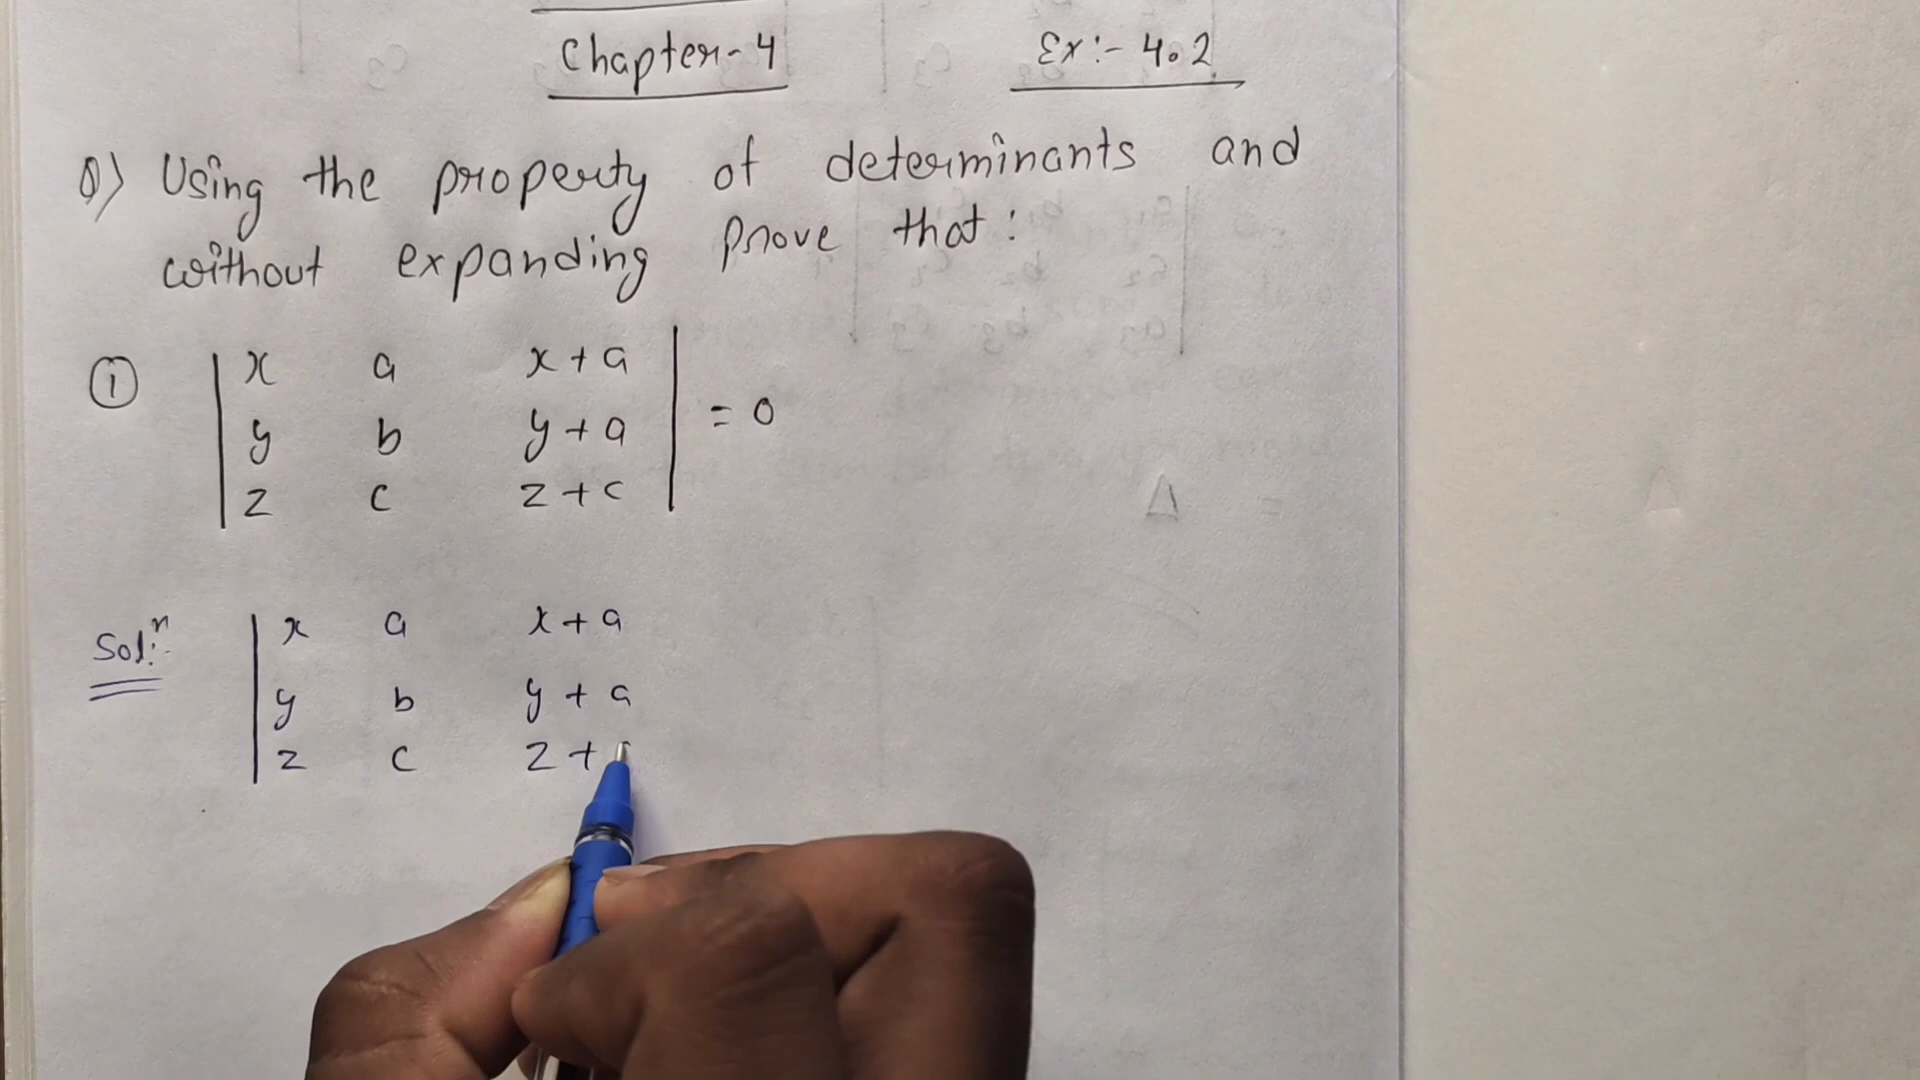 Chapter-4 Ex:- 4.2
Q) Using the property of determinants and
without expanding prove that:
① | x a x+a |
| y b y+a | = 0
| z c z+c |
Sol:ⁿ | x a x+a
| y b y+a
| z c z+